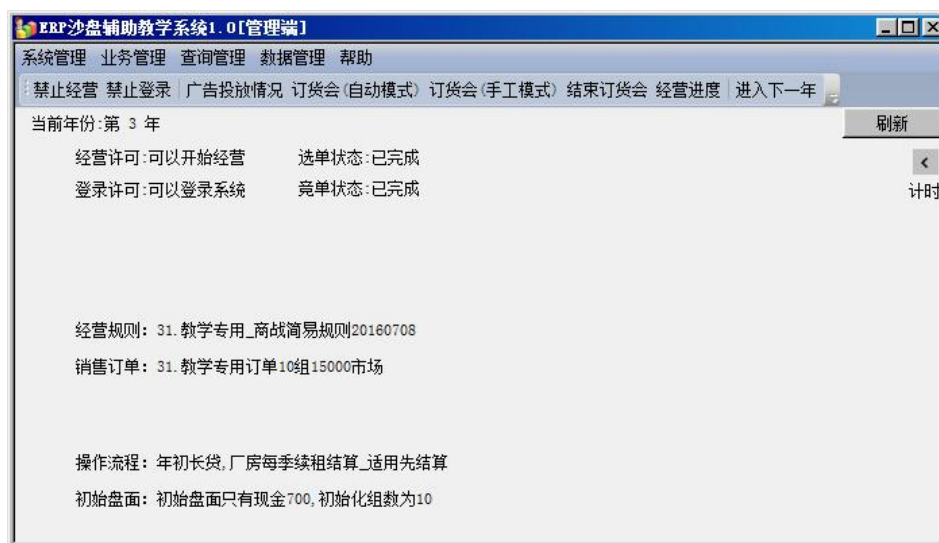 ERP沙盘辅助教学系统1.0[管理端]
系统管理 业务管理 查询管理 数据管理 帮助
禁止经营 禁止登录 广告投放情况 订货会(自动模式) 订货会(手工模式) 结束订货会 经营进度 进入下一年
当前年份:第 3 年 刷新
经营许可:可以开始经营 选单状态:已完成 <
登录许可:可以登录系统 竞单状态:已完成 计时
经营规则: 31.教学专用_商战简易规则20160708
销售订单: 31.教学专用订单10组15000市场
操作流程: 年初长贷,厂房每季续租结算_适用先结算
初始盘面: 初始盘面只有现金700,初始化组数为10